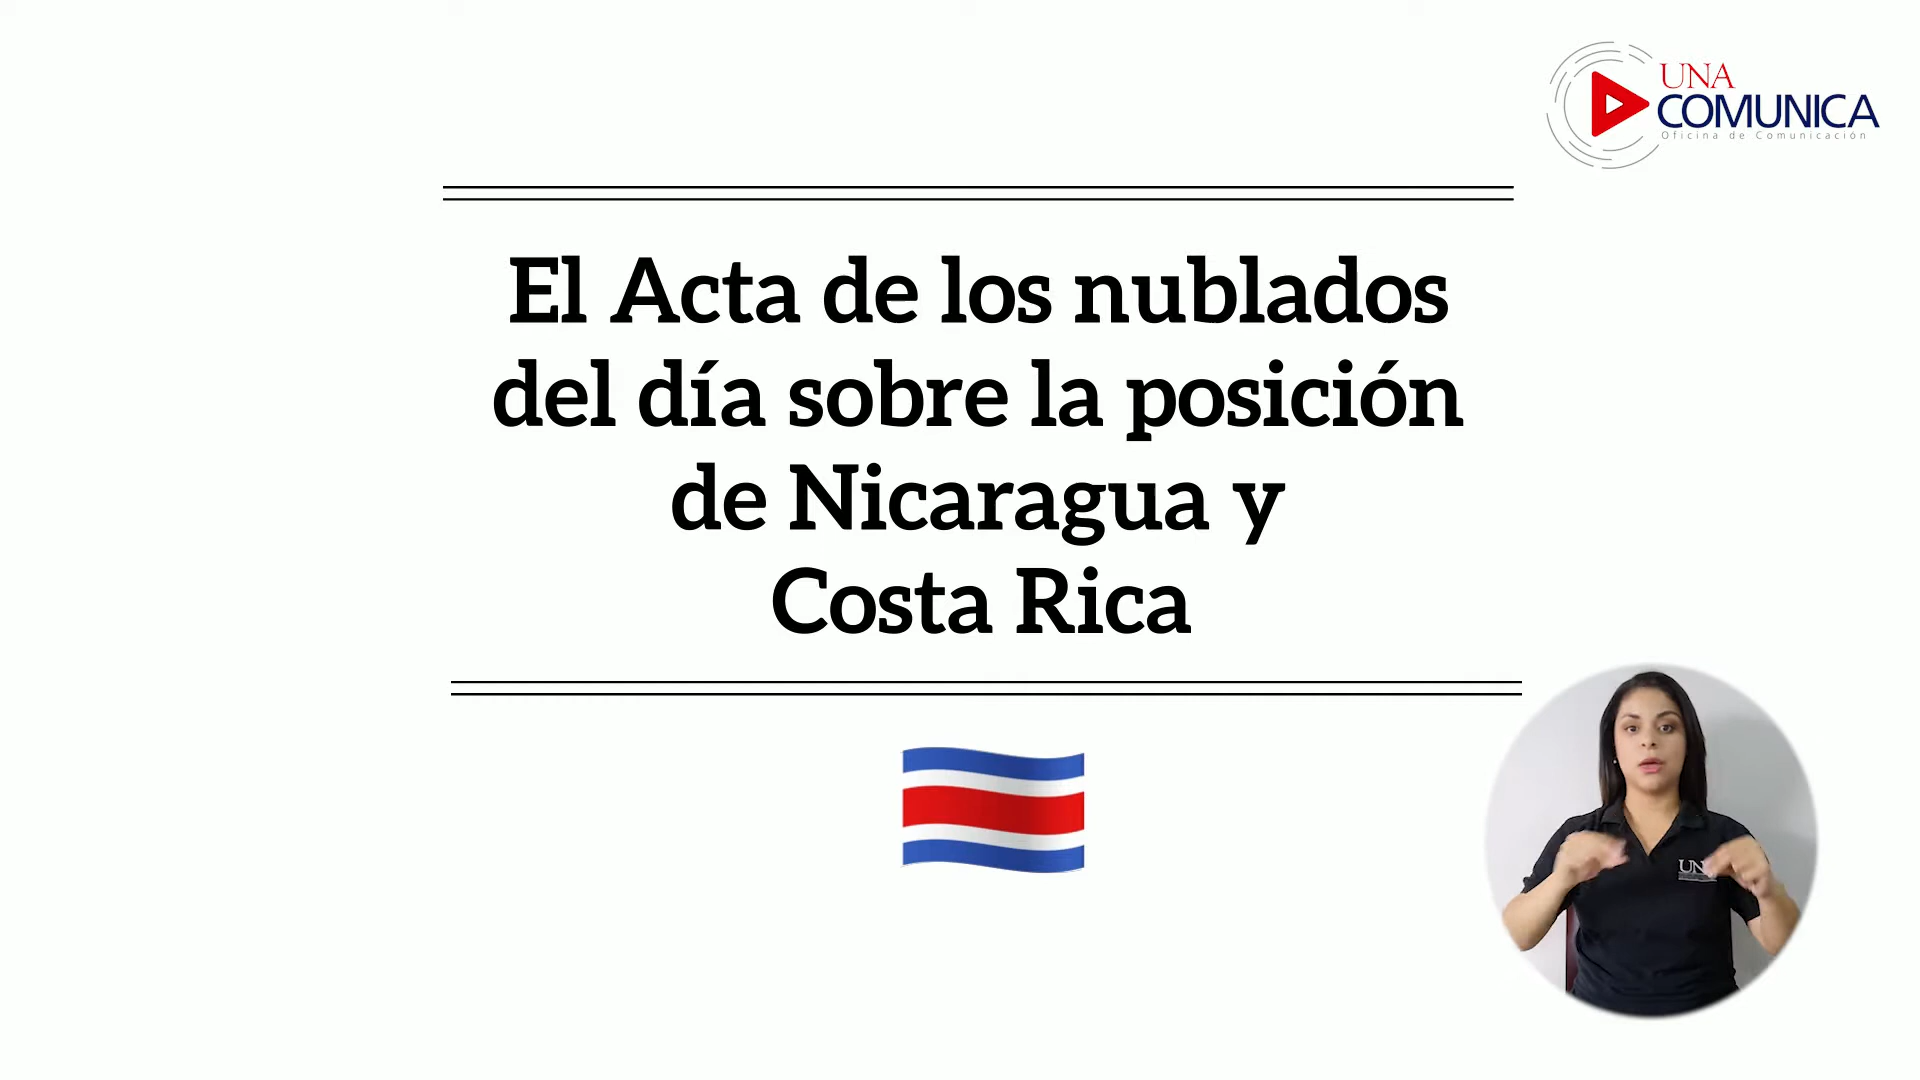 UNA
COMUNICA
Oficina de Comunicación
El Acta de los nublados
del día sobre la posición
de Nicaragua y
Costa Rica
UNA